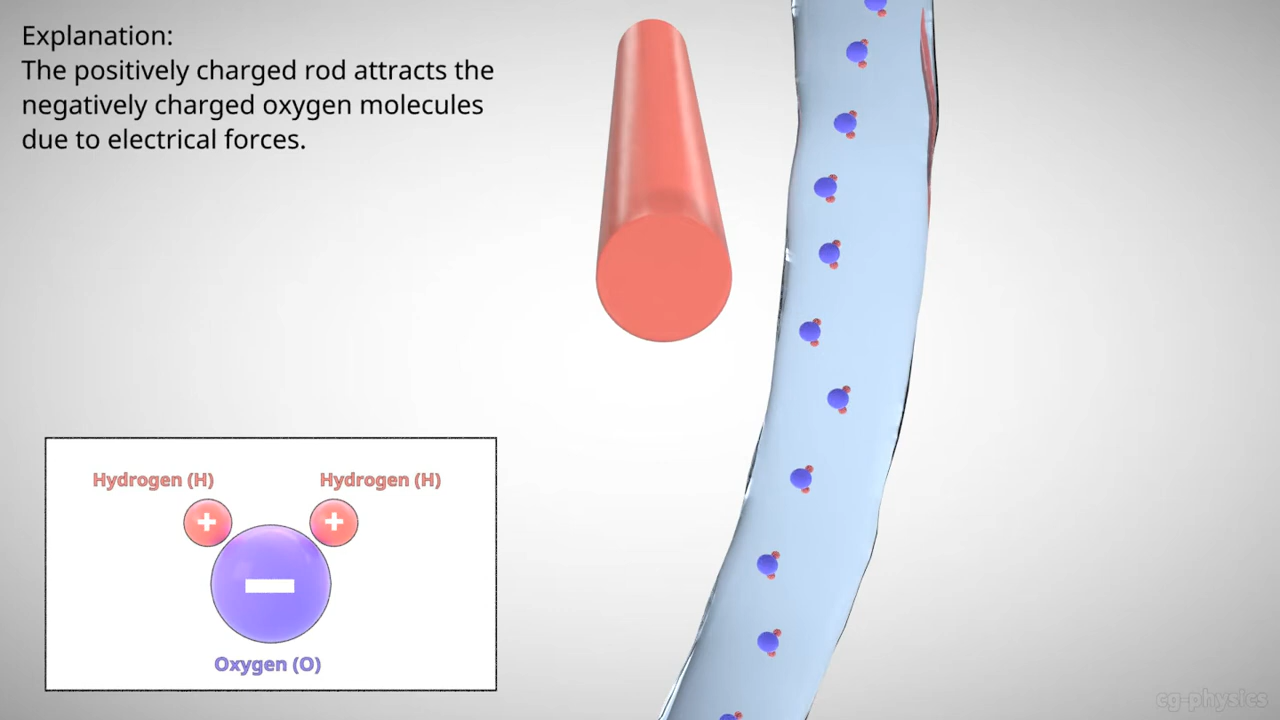 Explanation:
The positively charged rod attracts the
negatively charged oxygen molecules
due to electrical forces.
Hydrogen (H) Hydrogen (H)
+ +
Oxygen (O)
cg-physics